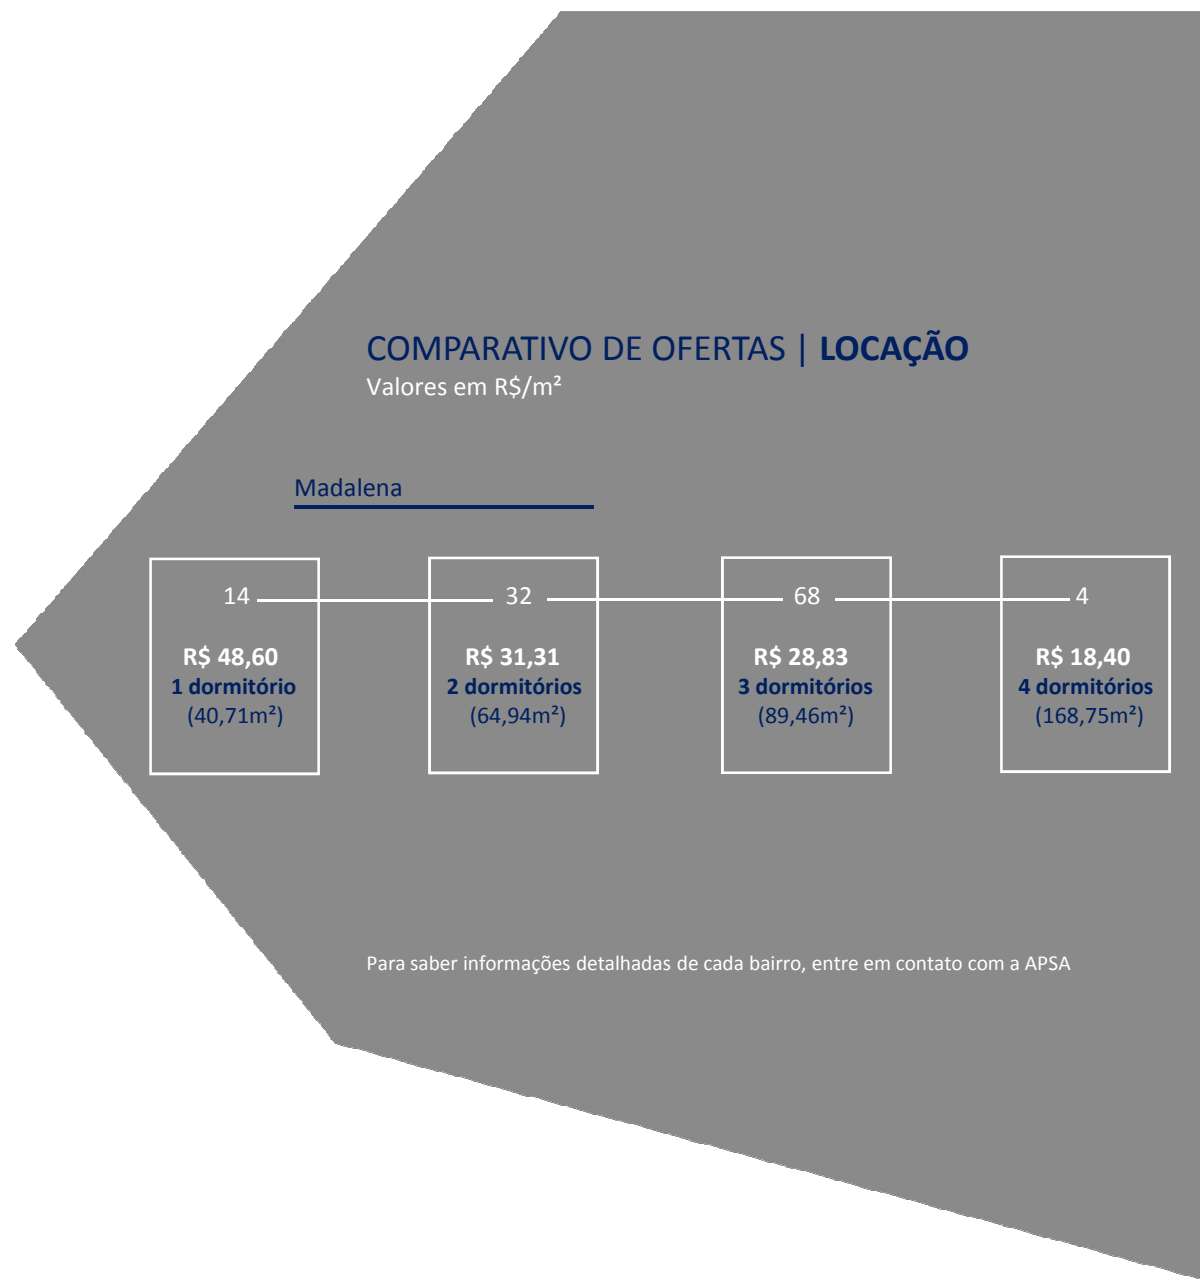 COMPARATIVO DE OFERTAS | LOCAÇÃO
Valores em R$/m²
Madalena
14
R$ 48,60
1 dormitório
(40,71m²)
32
R$ 31,31
2 dormitórios
(64,94m²)
68
R$ 28,83
3 dormitórios
(89,46m²)
4
R$ 18,40
4 dormitórios
(168,75m²)
Para saber informações detalhadas de cada bairro, entre em contato com a APSA